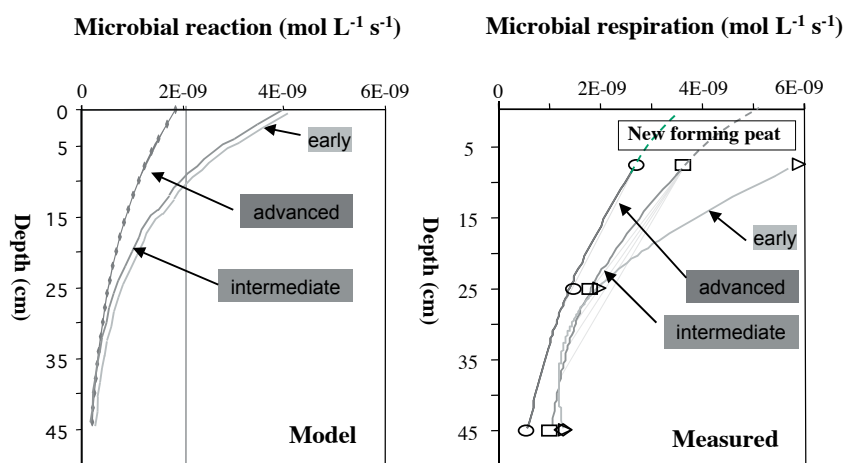 Microbial reaction (mol L-1 s-1)
0 2E-09 4E-09 6E-09
0
5
15
25
35
45
Depth (cm)
early
advanced
intermediate
Model
Microbial respiration (mol L-1 s-1)
0 2E-09 4E-09 6E-09
5
15
25
35
45
Depth (cm)
New forming peat
early
advanced
intermediate
Measured